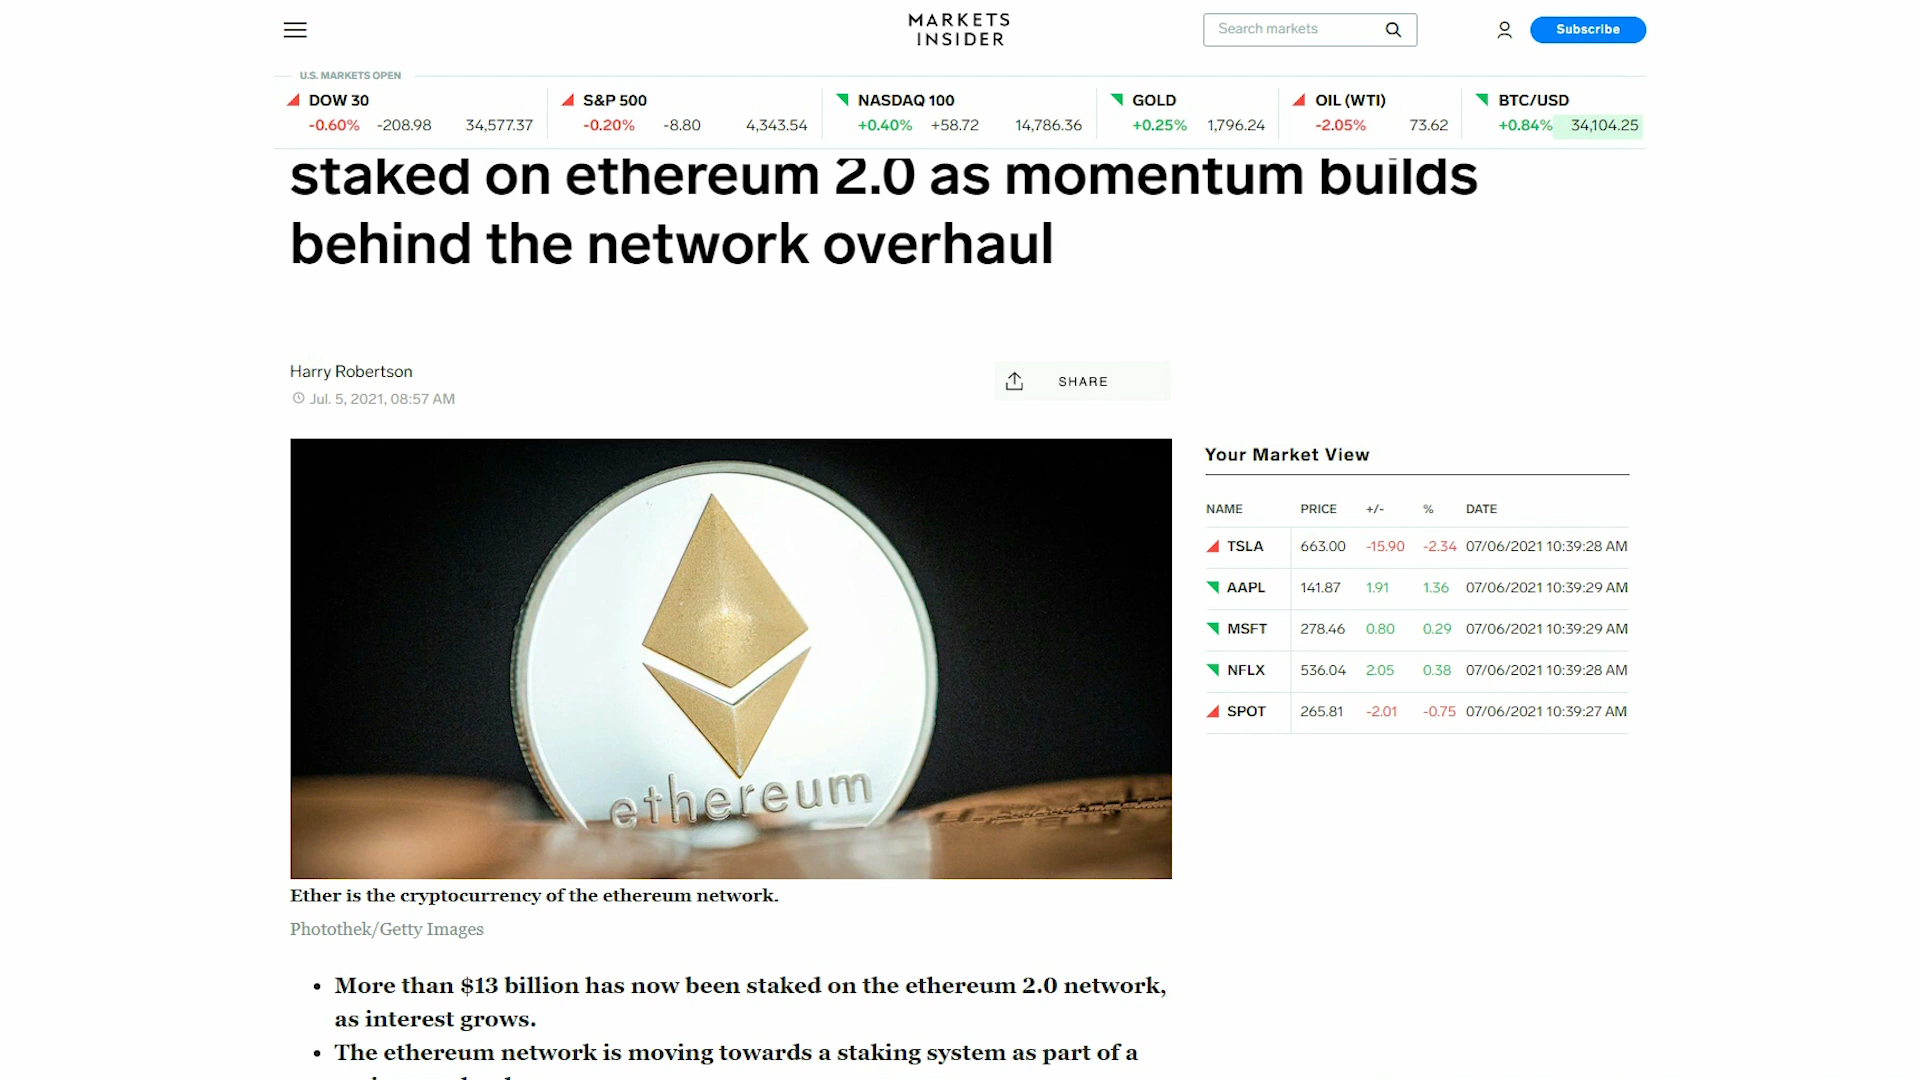 MARKETS
INSIDER
Search markets
Subscribe
U.S. MARKETS OPEN
DOW 30
-0.60% -208.98 34,577.37
S&P 500
-0.20% -8.80 4,343.54
NASDAQ 100
+0.40% +58.72 14,786.36
GOLD
+0.25% 1,796.24
OIL (WTI)
-2.05% 73.62
BTC/USD
+0.84% 34,104.25
staked on ethereum 2.0 as momentum builds
behind the network overhaul
Harry Robertson
Jul. 5, 2021, 08:57 AM
SHARE
ethereum
Your Market View
NAME PRICE +/- % DATE
TSLA 663.00 -15.90 -2.34 07/06/2021 10:39:28 AM
AAPL 141.87 1.91 1.36 07/06/2021 10:39:29 AM
MSFT 278.46 0.80 0.29 07/06/2021 10:39:29 AM
NFLX 536.04 2.05 0.38 07/06/2021 10:39:28 AM
SPOT 265.81 -2.01 -0.75 07/06/2021 10:39:27 AM
Ether is the cryptocurrency of the ethereum network.
Photothek/Getty Images
• More than $13 billion has now been staked on the ethereum 2.0 network,
as interest grows.
• The ethereum network is moving towards a staking system as part of a